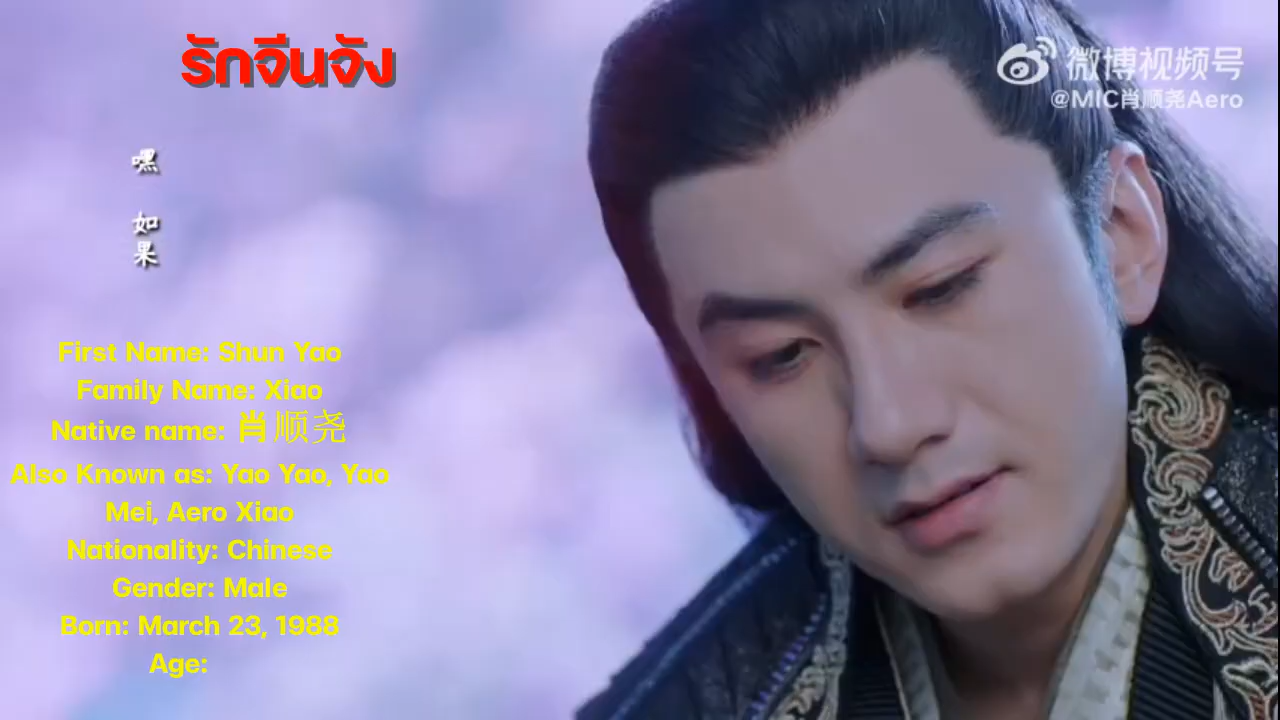 รักจีนจัง
微博视频号
@MIC肖顺尧Aero
嘿
如果
First Name: Shun Yao
Family Name: Xiao
Native name: 肖顺尧
Also Known as: Yao Yao, Yao
Mei, Aero Xiao
Nationality: Chinese
Gender: Male
Born: March 23, 1988
Age: